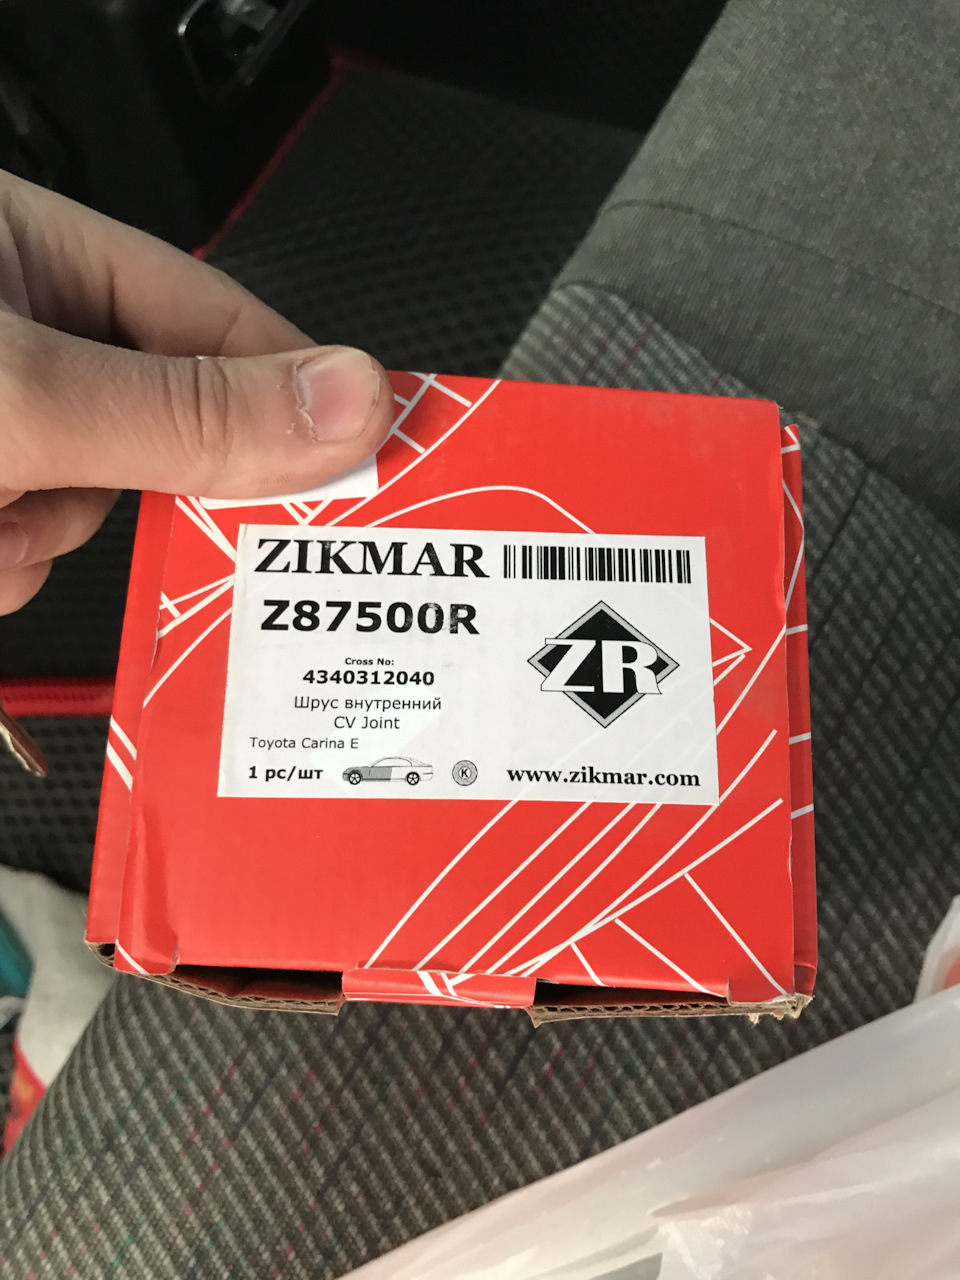 ZIKMAR
Z87500R
Cross No:
4340312040
Шрус внутренний
CV Joint
Toyota Carina E
1 pc/шт
ZR
K
www.zikmar.com